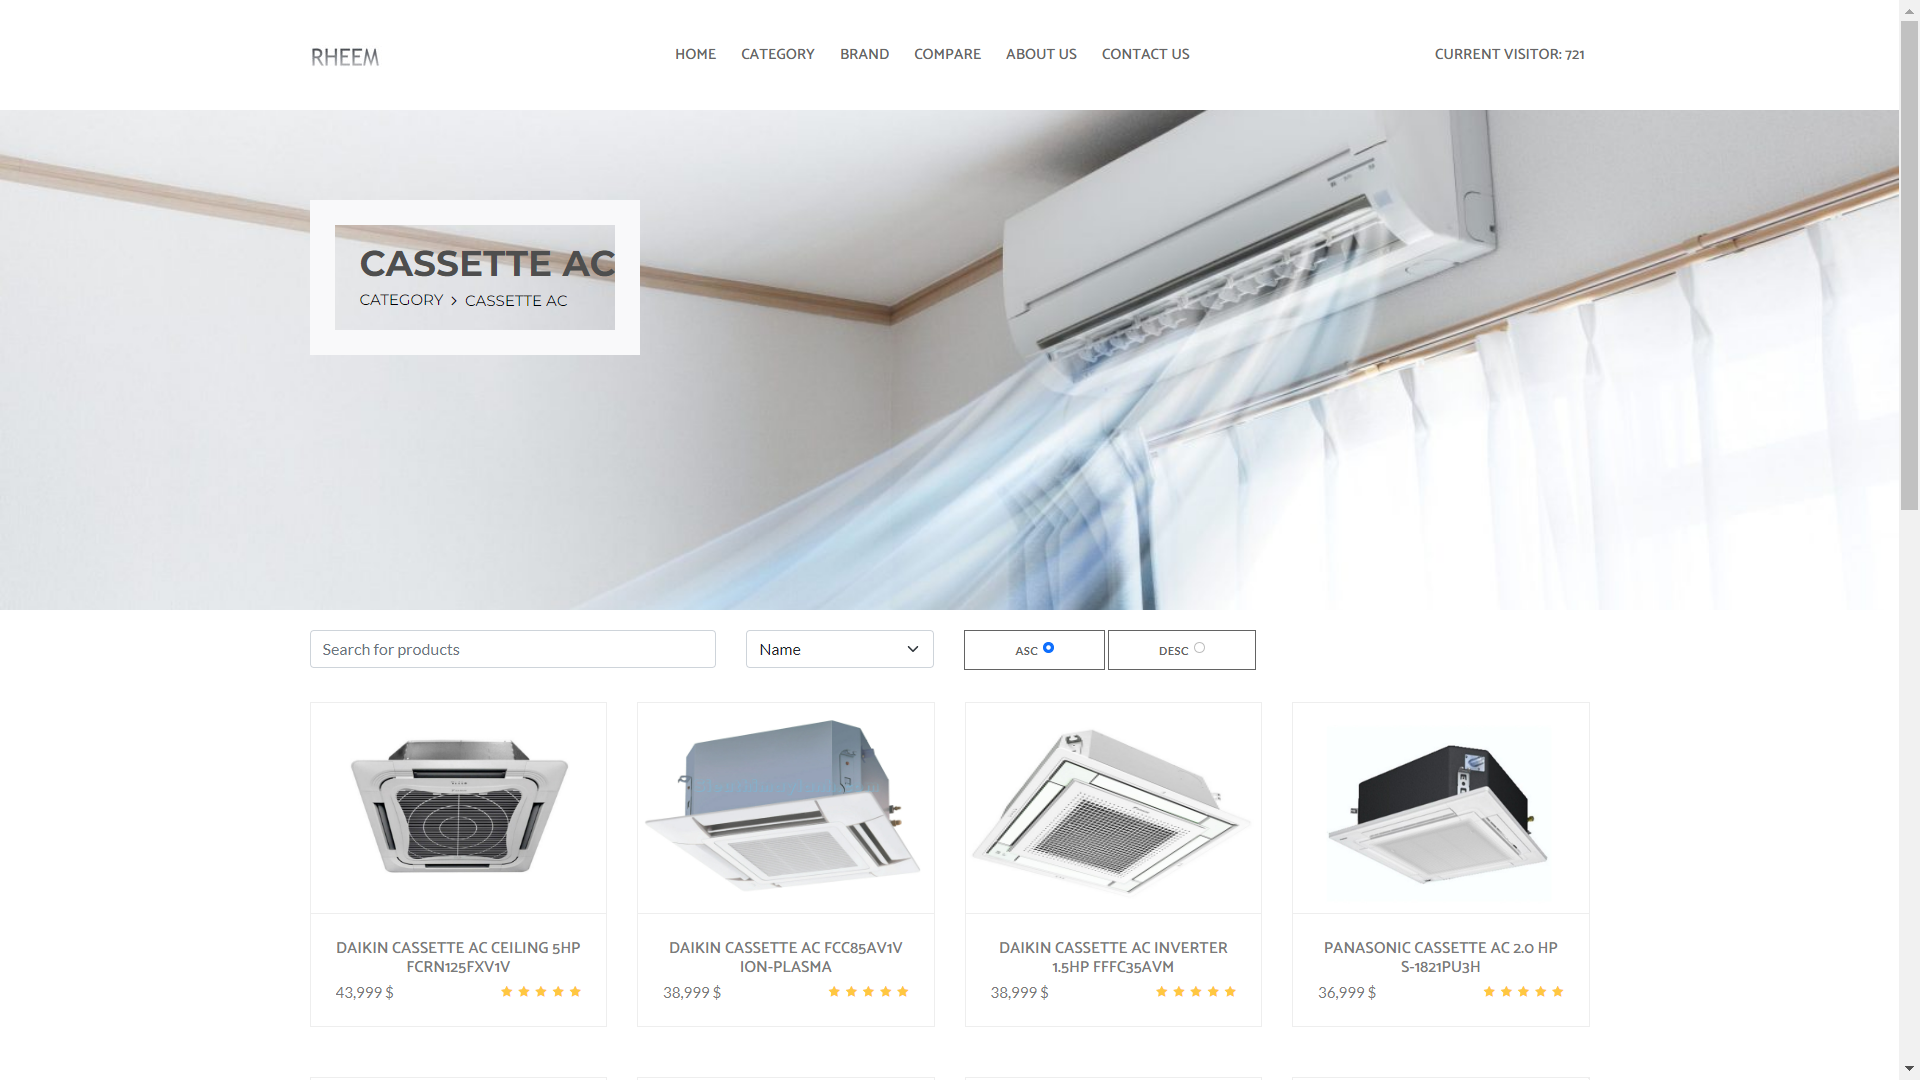 RHEEM
HOME
CATEGORY
BRAND
COMPARE
ABOUT US
CONTACT US
CURRENT VISITOR: 721
CASSETTE AC
CATEGORY > CASSETTE AC
Search for products
Name
ASC
DESC
DAIKIN CASSETTE AC CEILING 5HP
FCRN125FXV1V
43,999 $
DAIKIN CASSETTE AC FCC85AV1V
ION-PLASMA
38,999 $
DAIKIN CASSETTE AC INVERTER
1.5HP FFFC35AVM
38,999 $
PANASONIC CASSETTE AC 2.0 HP
S-1821PU3H
36,999 $